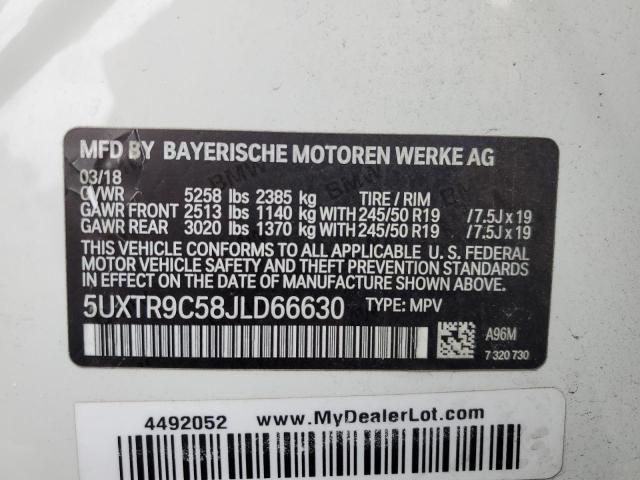 MFD BY BAYERISCHE MOTOREN WERKE AG
03/18
GVWR 5258 lbs 2385 kg TIRE / RIM
GAWR FRONT 2513 lbs 1140 kg WITH 245/50 R19 / 7.5J x 19
GAWR REAR 3020 lbs 1370 kg WITH 245/50 R19 / 7.5J x 19
THIS VEHICLE CONFORMS TO ALL APPLICABLE U. S. FEDERAL
MOTOR VEHICLE SAFETY AND THEFT PREVENTION STANDARDS
IN EFFECT ON THE DATE OF MANUFACTURE SHOWN ABOVE.
5UXTR9C58JLD66630 TYPE: MPV
A96M
7 320 730
4492052 www.MyDealerLot.com